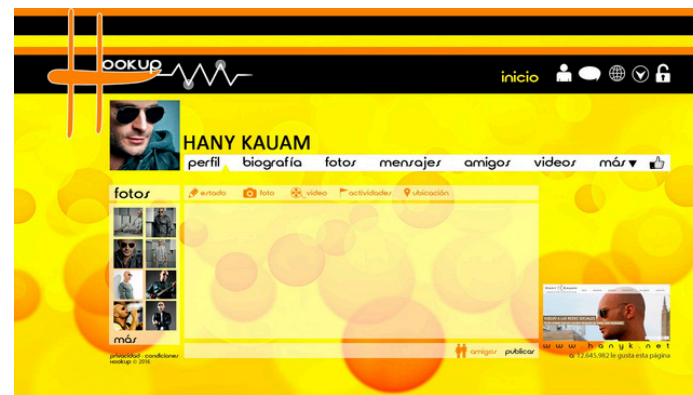 Hookup
inicio
HANY KAUAM
perfil biografía fotos mensajes amigos videos más
fotos
estado foto video actividades ubicación
más
privacidad · condiciones
Hookup © 2016
amigos publicar
www.hanyk.net
a 12.645.982 le gusta esta página